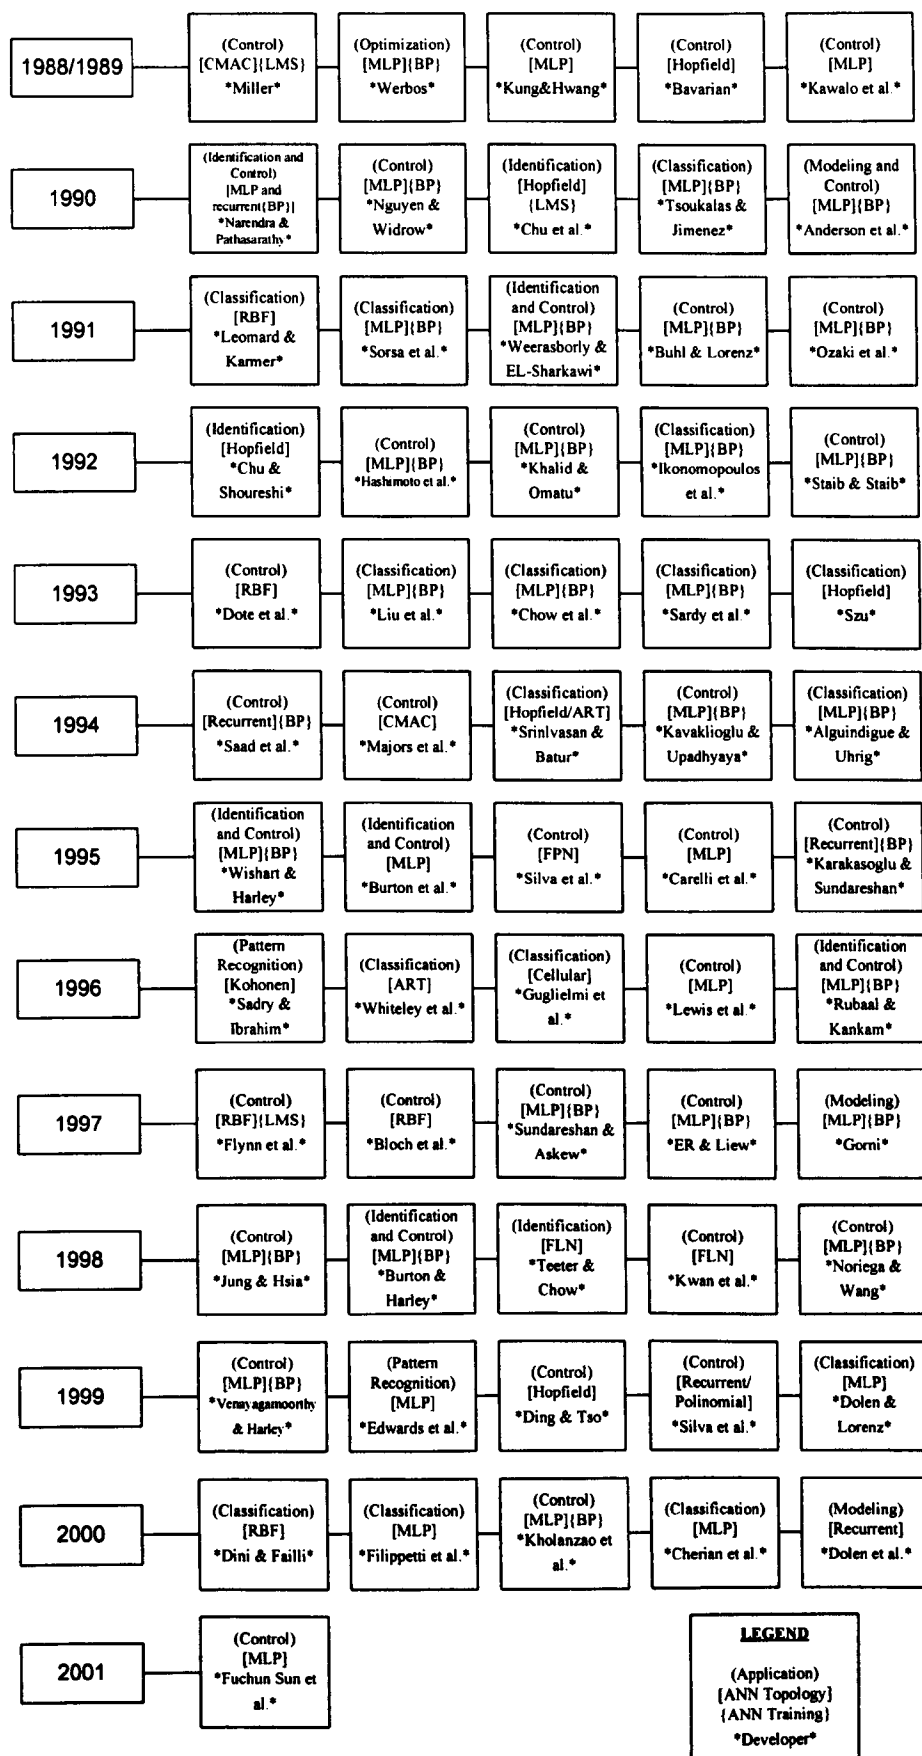 1988/1989
(Control)
[CMAC]{LMS}
*Miller*
(Optimization)
[MLP]{BP}
*Werbos*
(Control)
[MLP]
*Kung&Hwang*
(Control)
[Hopfield]
*Bavarian*
(Control)
[MLP]
*Kawalo et al.*
1990
(Identification and
Control)
[MLP and
recurrent{BP}]
*Narendra &
Pathasarathy*
(Control)
[MLP]{BP}
*Nguyen &
Widrow*
(Identification)
[Hopfield]
{LMS}
*Chu et al.*
(Classification)
[MLP]{BP}
*Tsoukalas &
Jimenez*
(Modeling and
Control)
[MLP]{BP}
*Anderson et al.*
1991
(Classification)
[RBF]
*Leomard &
Karmer*
(Classification)
[MLP]{BP}
*Sorsa et al.*
(Identification
and Control)
[MLP]{BP}
*Weerasborly &
EL-Sharkawi*
(Control)
[MLP]{BP}
*Buhl & Lorenz*
(Control)
[MLP]{BP}
*Ozaki et al.*
1992
(Identification)
[Hopfield]
*Chu &
Shoureshi*
(Control)
[MLP]{BP}
*Hashimoto et al.*
(Control)
[MLP]{BP}
*Khalid &
Omatu*
(Classification)
[MLP]{BP}
*Ikonomopoulos
et al.*
(Control)
[MLP]{BP}
*Staib & Staib*
1993
(Control)
[RBF]
*Dote et al.*
(Classification)
[MLP]{BP}
*Liu et al.*
(Classification)
[MLP]{BP}
*Chow et al.*
(Classification)
[MLP]{BP}
*Sardy et al.*
(Classification)
[Hopfield]
*Szu*
1994
(Control)
[Recurrent]{BP}
*Saad et al.*
(Control)
[CMAC]
*Majors et al.*
(Classification)
[Hopfield/ART]
*Srinlvasan &
Batur*
(Control)
[MLP]{BP}
*Kavaklioglu &
Upadhyaya*
(Classification)
[MLP]{BP}
*Alguindigue &
Uhrig*
1995
(Identification
and Control)
[MLP]{BP}
*Wishart &
Harley*
(Identification
and Control)
[MLP]
*Burton et al.*
(Control)
[FPN]
*Silva et al.*
(Control)
[MLP]
*Carelli et al.*
(Control)
[Recurrent]{BP}
*Karakasoglu &
Sundareshan*
1996
(Pattern
Recognition)
[Kohonen]
*Sadry &
Ibrahim*
(Classification)
[ART]
*Whiteley et al.*
(Classification)
[Cellular]
*Guglielmi et
al.*
(Control)
[MLP]
*Lewis et al.*
(Identification
and Control)
[MLP]{BP}
*Rubaal &
Kankam*
1997
(Control)
[RBF]{LMS}
*Flynn et al.*
(Control)
[RBF]
*Bloch et al.*
(Control)
[MLP]{BP}
*Sundareshan &
Askew*
(Control)
[MLP]{BP}
*ER & Liew*
(Modeling)
[MLP]{BP}
*Gorni*
1998
(Control)
[MLP]{BP}
*Jung & Hsia*
(Identification
and Control)
[MLP]{BP}
*Burton &
Harley*
(Identification)
[FLN]
*Teeter &
Chow*
(Control)
[FLN]
*Kwan et al.*
(Control)
[MLP]{BP}
*Noriega &
Wang*
1999
(Control)
[MLP]{BP}
*Venayagamoorthy
& Harley*
(Pattern
Recognition)
[MLP]
*Edwards et al.*
(Control)
[Hopfield]
*Ding & Tso*
(Control)
[Recurrent/
Polinomial]
*Silva et al.*
(Classification)
[MLP]
*Dolen &
Lorenz*
2000
(Classification)
[RBF]
*Dini & Failli*
(Classification)
[MLP]
*Filippetti et al.*
(Control)
[MLP]{BP}
*Kholanzao et
al.*
(Classification)
[MLP]
*Cherian et al.*
(Modeling)
[Recurrent]
*Dolen et al.*
2001
(Control)
[MLP]
*Fuchun Sun et
al.*
LEGEND
(Application)
[ANN Topology]
{ANN Training}
*Developer*